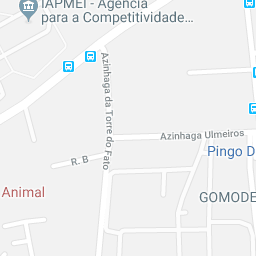 IAPMEI - Agência
para a Competitividade...
Azinhaga da Torre do Fato
Azinhaga Ulmeiros
Pingo D
R. B
Animal
GOMODE